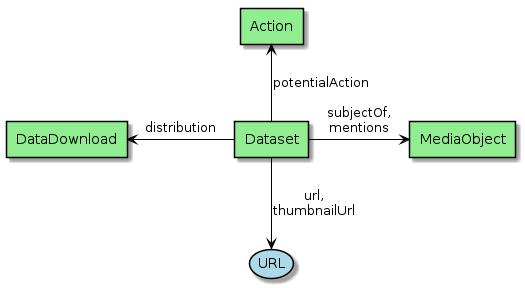 Action
potentialAction
subjectOf,
mentions
DataDownload
distribution
Dataset
MediaObject
url,
thumbnailUrl
URL